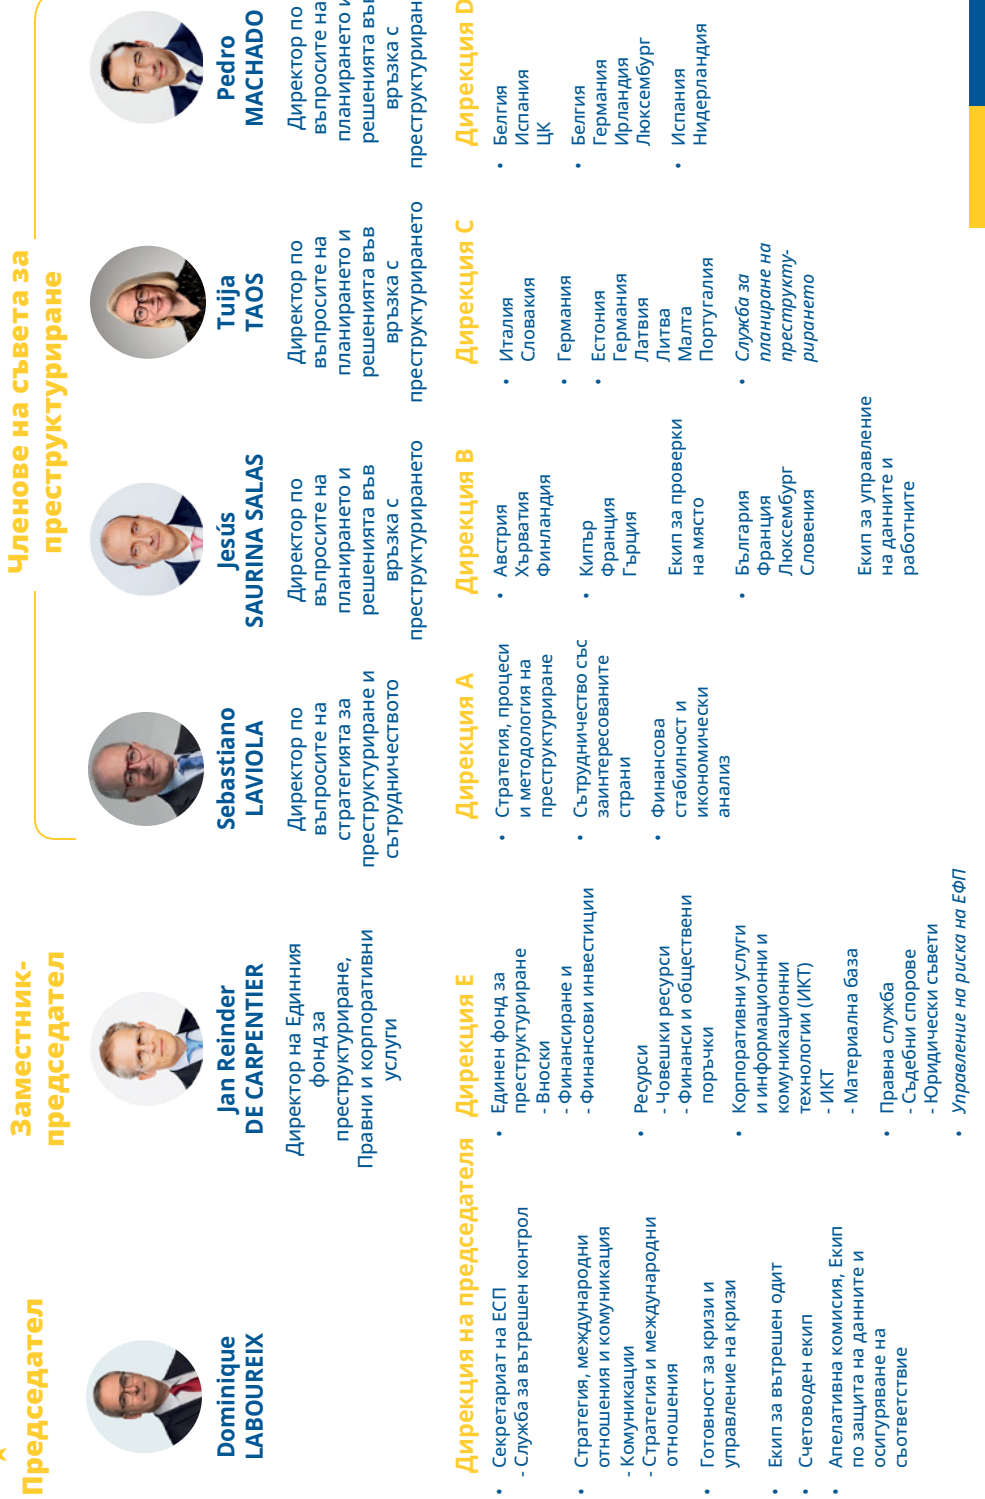 Председател
Dominique
LABOUREIX
Дирекция на председателя
• Секретариат на ЕСП
- Служба за вътрешен контрол
• Стратегия, международни
отношения и комуникация
- Комуникации
- Стратегия и международни
отношения
• Готовност за кризи и
управление на кризи
• Екип за вътрешен одит
• Счетоводен екип
• Апелативна комисия, Екип
по защита на данните и
осигуряване на
съответствие
Заместник-
председател
Jan Reinder
DE CARPENTIER
Директор на Единния
фонд за
преструктуриране,
Правни и корпоративни
услуги
Дирекция E
• Единен фонд за
преструктуриране
- Вноски
- Финансиране и
- Финансови инвестиции
• Ресурси
- Човешки ресурси
- Финанси и обществени
поръчки
• Корпоративни услуги
и информационни и
комуникационни
технологии (ИКТ)
- ИКТ
- Материална база
• Правна служба
- Съдебни спорове
- Юридически съвети
• Управление на риска на ЕФП
Членове на съвета за
преструктуриране
Sebastiano
LAVIOLA
Директор по
въпросите на
стратегията за
преструктуриране и
сътрудничеството
Дирекция A
• Стратегия, процеси
и методология на
преструктуриране
• Сътрудничество със
заинтересованите
страни
• Финансова
стабилност и
икономически
анализ
Jesús
SAURINA SALAS
Директор по
въпросите на
планирането и
решенията във
връзка с
преструктурирането
Дирекция B
• Австрия
Хърватия
Финландия
• Кипър
Франция
Гърция
Екип за проверки
на място
• България
Франция
Люксембург
Словения
Екип за управление
на данните и
работните
Tuija
TAOS
Директор по
въпросите на
планирането и
решенията във
връзка с
преструктурирането
Дирекция C
• Италия
Словакия
• Германия
• Естония
Германия
Латвия
Литва
Малта
Португалия
• Служба за
планиране на
преструкту-
рирането
Pedro
MACHADO
Директор по
въпросите на
планирането и
решенията във
връзка с
преструктуриран
Дирекция D
• Белгия
Испания
ЦК
• Белгия
Германия
Ирландия
Люксембург
• Испания
Нидерландия